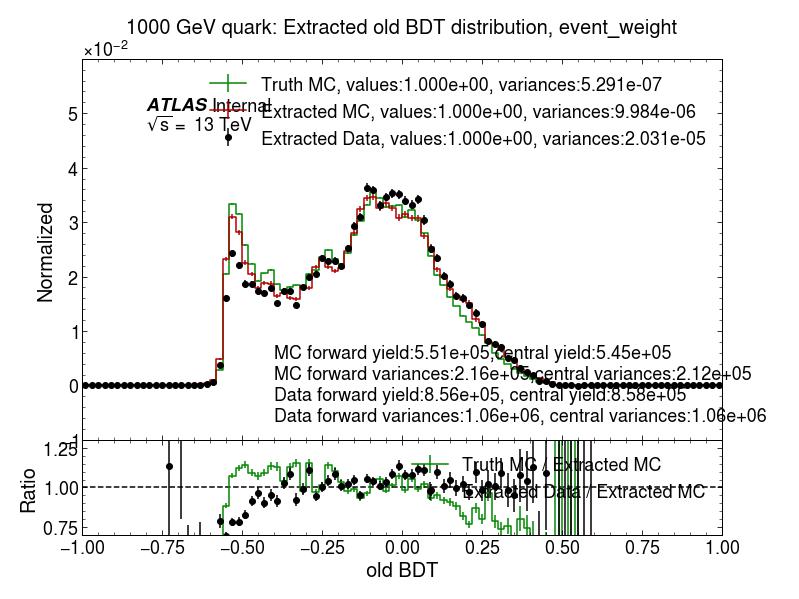 1000 GeV quark: Extracted old BDT distribution, event_weight
×10−2
Truth MC, values:1.000e+00, variances:5.291e-07
ATLAS Internal
Extracted MC, values:1.000e+00, variances:9.984e-06
√s = 13 TeV
Extracted Data, values:1.000e+00, variances:2.031e-05
5
4
3
2
1
0
−1
Normalized
MC forward yield:5.51e+05, central yield:5.45e+05
MC forward variances:2.16e+05, central variances:2.12e+05
Data forward yield:8.56e+05, central yield:8.58e+05
Data forward variances:1.06e+06, central variances:1.06e+06
1.25
1.00
0.75
Ratio
Truth MC / Extracted MC
Extracted Data / Extracted MC
−1.00 −0.75 −0.50 −0.25 0.00 0.25 0.50 0.75 1.00
old BDT